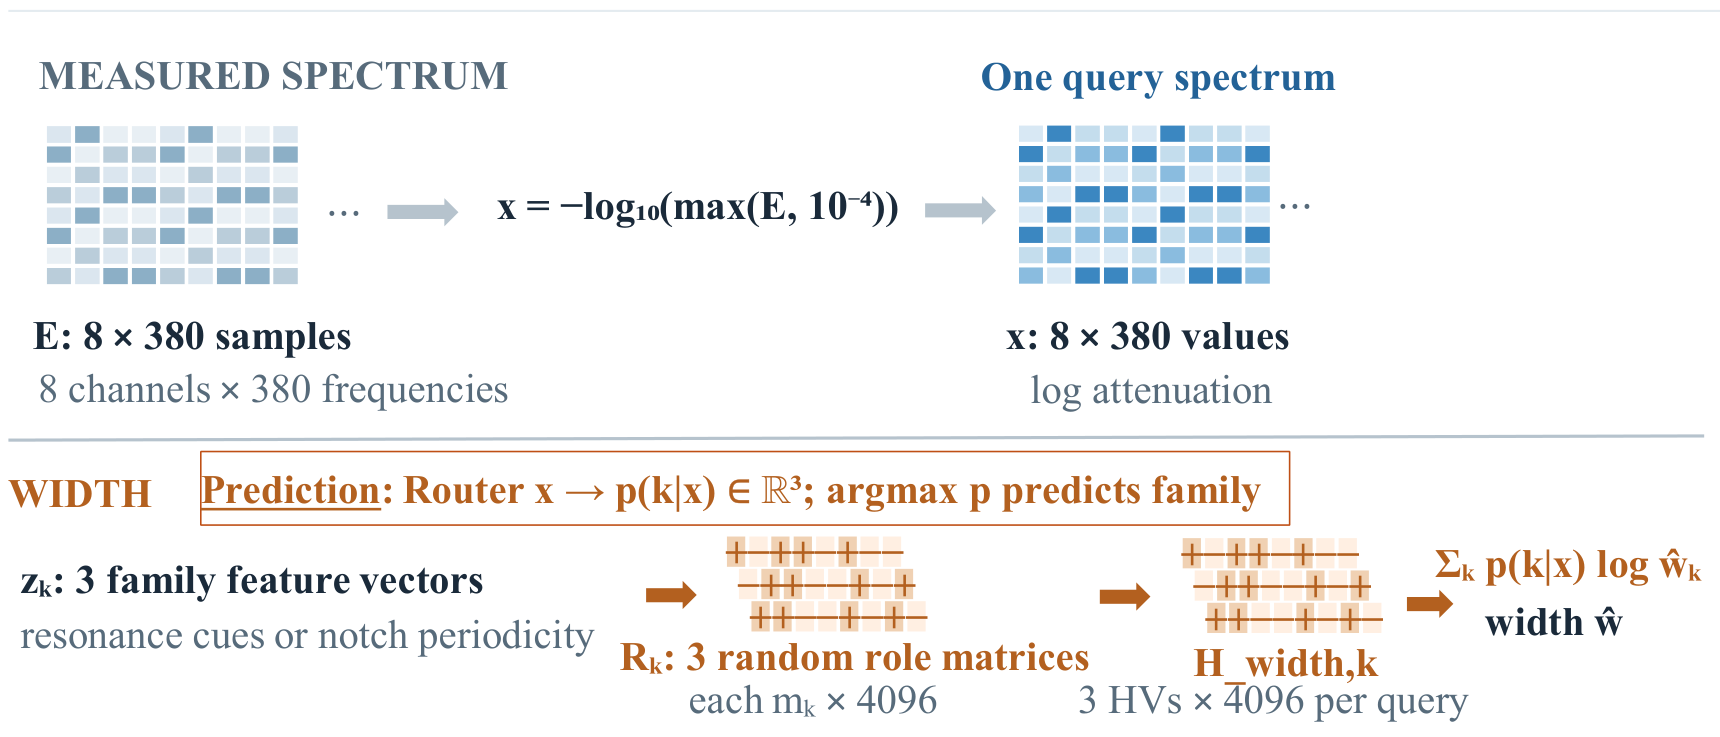 MEASURED SPECTRUM
One query spectrum
...
x = −log₁₀(max(E, 10⁻⁴))
...
E: 8 × 380 samples
x: 8 × 380 values
8 channels × 380 frequencies
log attenuation
WIDTH
Prediction: Router x → p(k|x) ∈ ℝ³; argmax p predicts family
zₖ: 3 family feature vectors
resonance cues or notch periodicity
Rₖ: 3 random role matrices
each mₖ × 4096
H_width,k
3 HVs × 4096 per query
Σₖ p(k|x) log ŵₖ
width ŵ